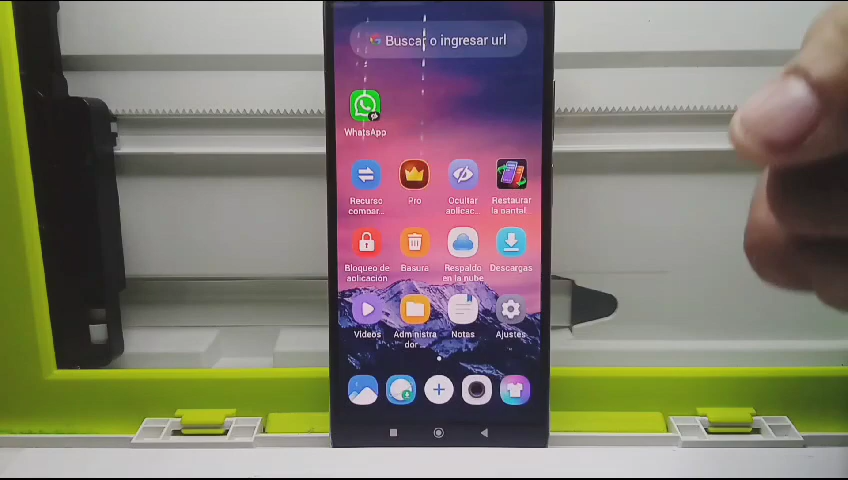 Buscar o ingresar url
WhatsApp
Recurso
compar...
Pro
Ocultar
aplicac...
Restaurar
la pantal...
Bloqueo de
aplicación
Basura
Respaldo
en la nube
Descargas
Videos
Administra
dor...
Notas
Ajustes